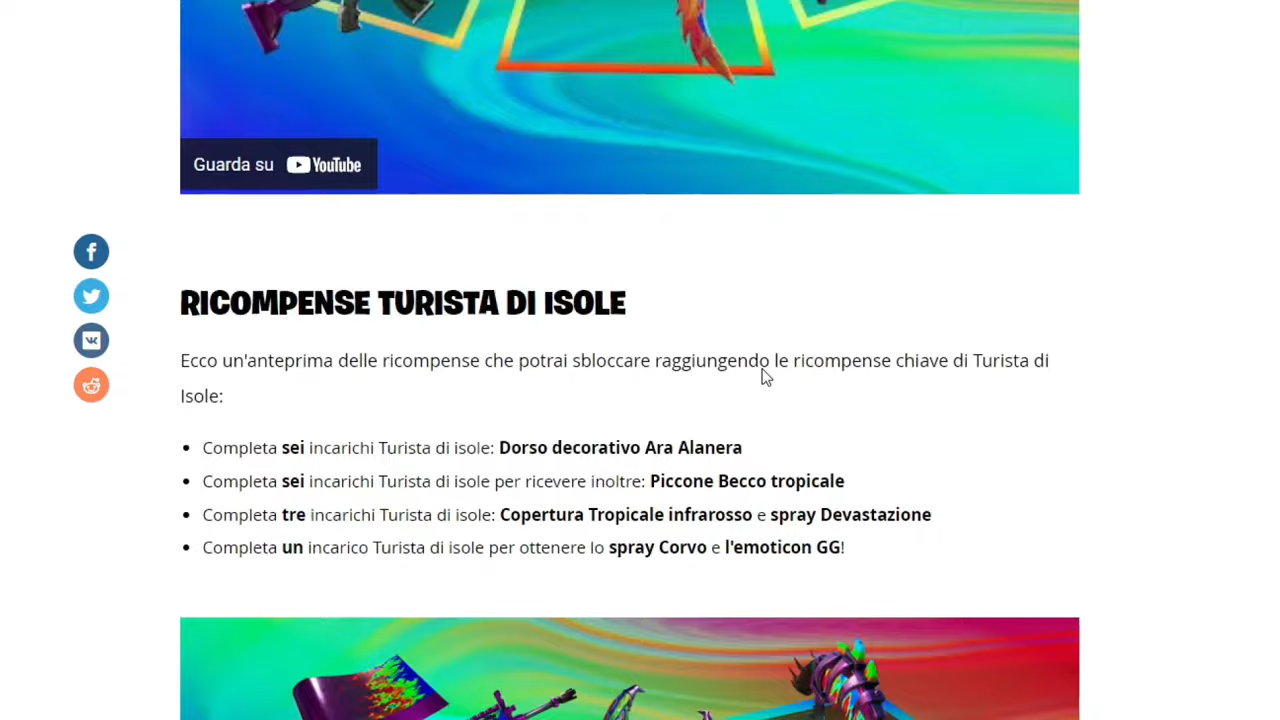 Guarda su YouTube
RICOMPENSE TURISTA DI ISOLE
Ecco un'anteprima delle ricompense che potrai sbloccare raggiungendo le ricompense chiave di Turista di
Isole:
Completa sei incarichi Turista di isole: Dorso decorativo Ara Alanera
Completa sei incarichi Turista di isole per ricevere inoltre: Piccone Becco tropicale
Completa tre incarichi Turista di isole: Copertura Tropicale infrarosso e spray Devastazione
Completa un incarico Turista di isole per ottenere lo spray Corvo e l'emoticon GG!